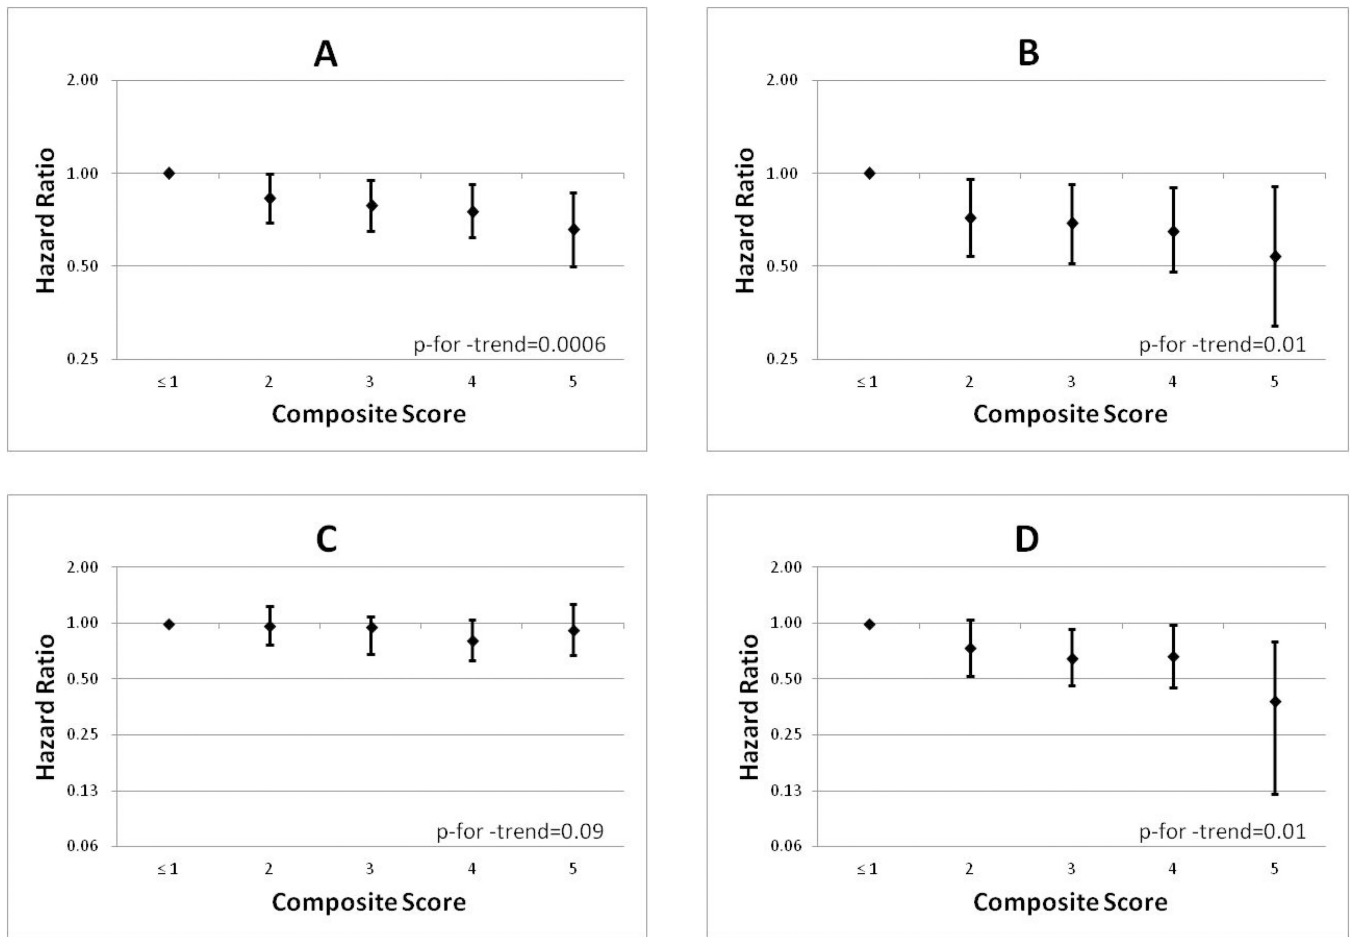 A
Hazard Ratio
2.00
1.00
0.50
0.25
p-for -trend=0.0006
≤ 1 2 3 4 5
Composite Score
B
Hazard Ratio
2.00
1.00
0.50
0.25
p-for -trend=0.01
≤ 1 2 3 4 5
Composite Score
C
Hazard Ratio
2.00
1.00
0.50
0.25
0.13
0.06
p-for -trend=0.09
≤ 1 2 3 4 5
Composite Score
D
Hazard Ratio
2.00
1.00
0.50
0.25
0.13
0.06
p-for -trend=0.01
≤ 1 2 3 4 5
Composite Score